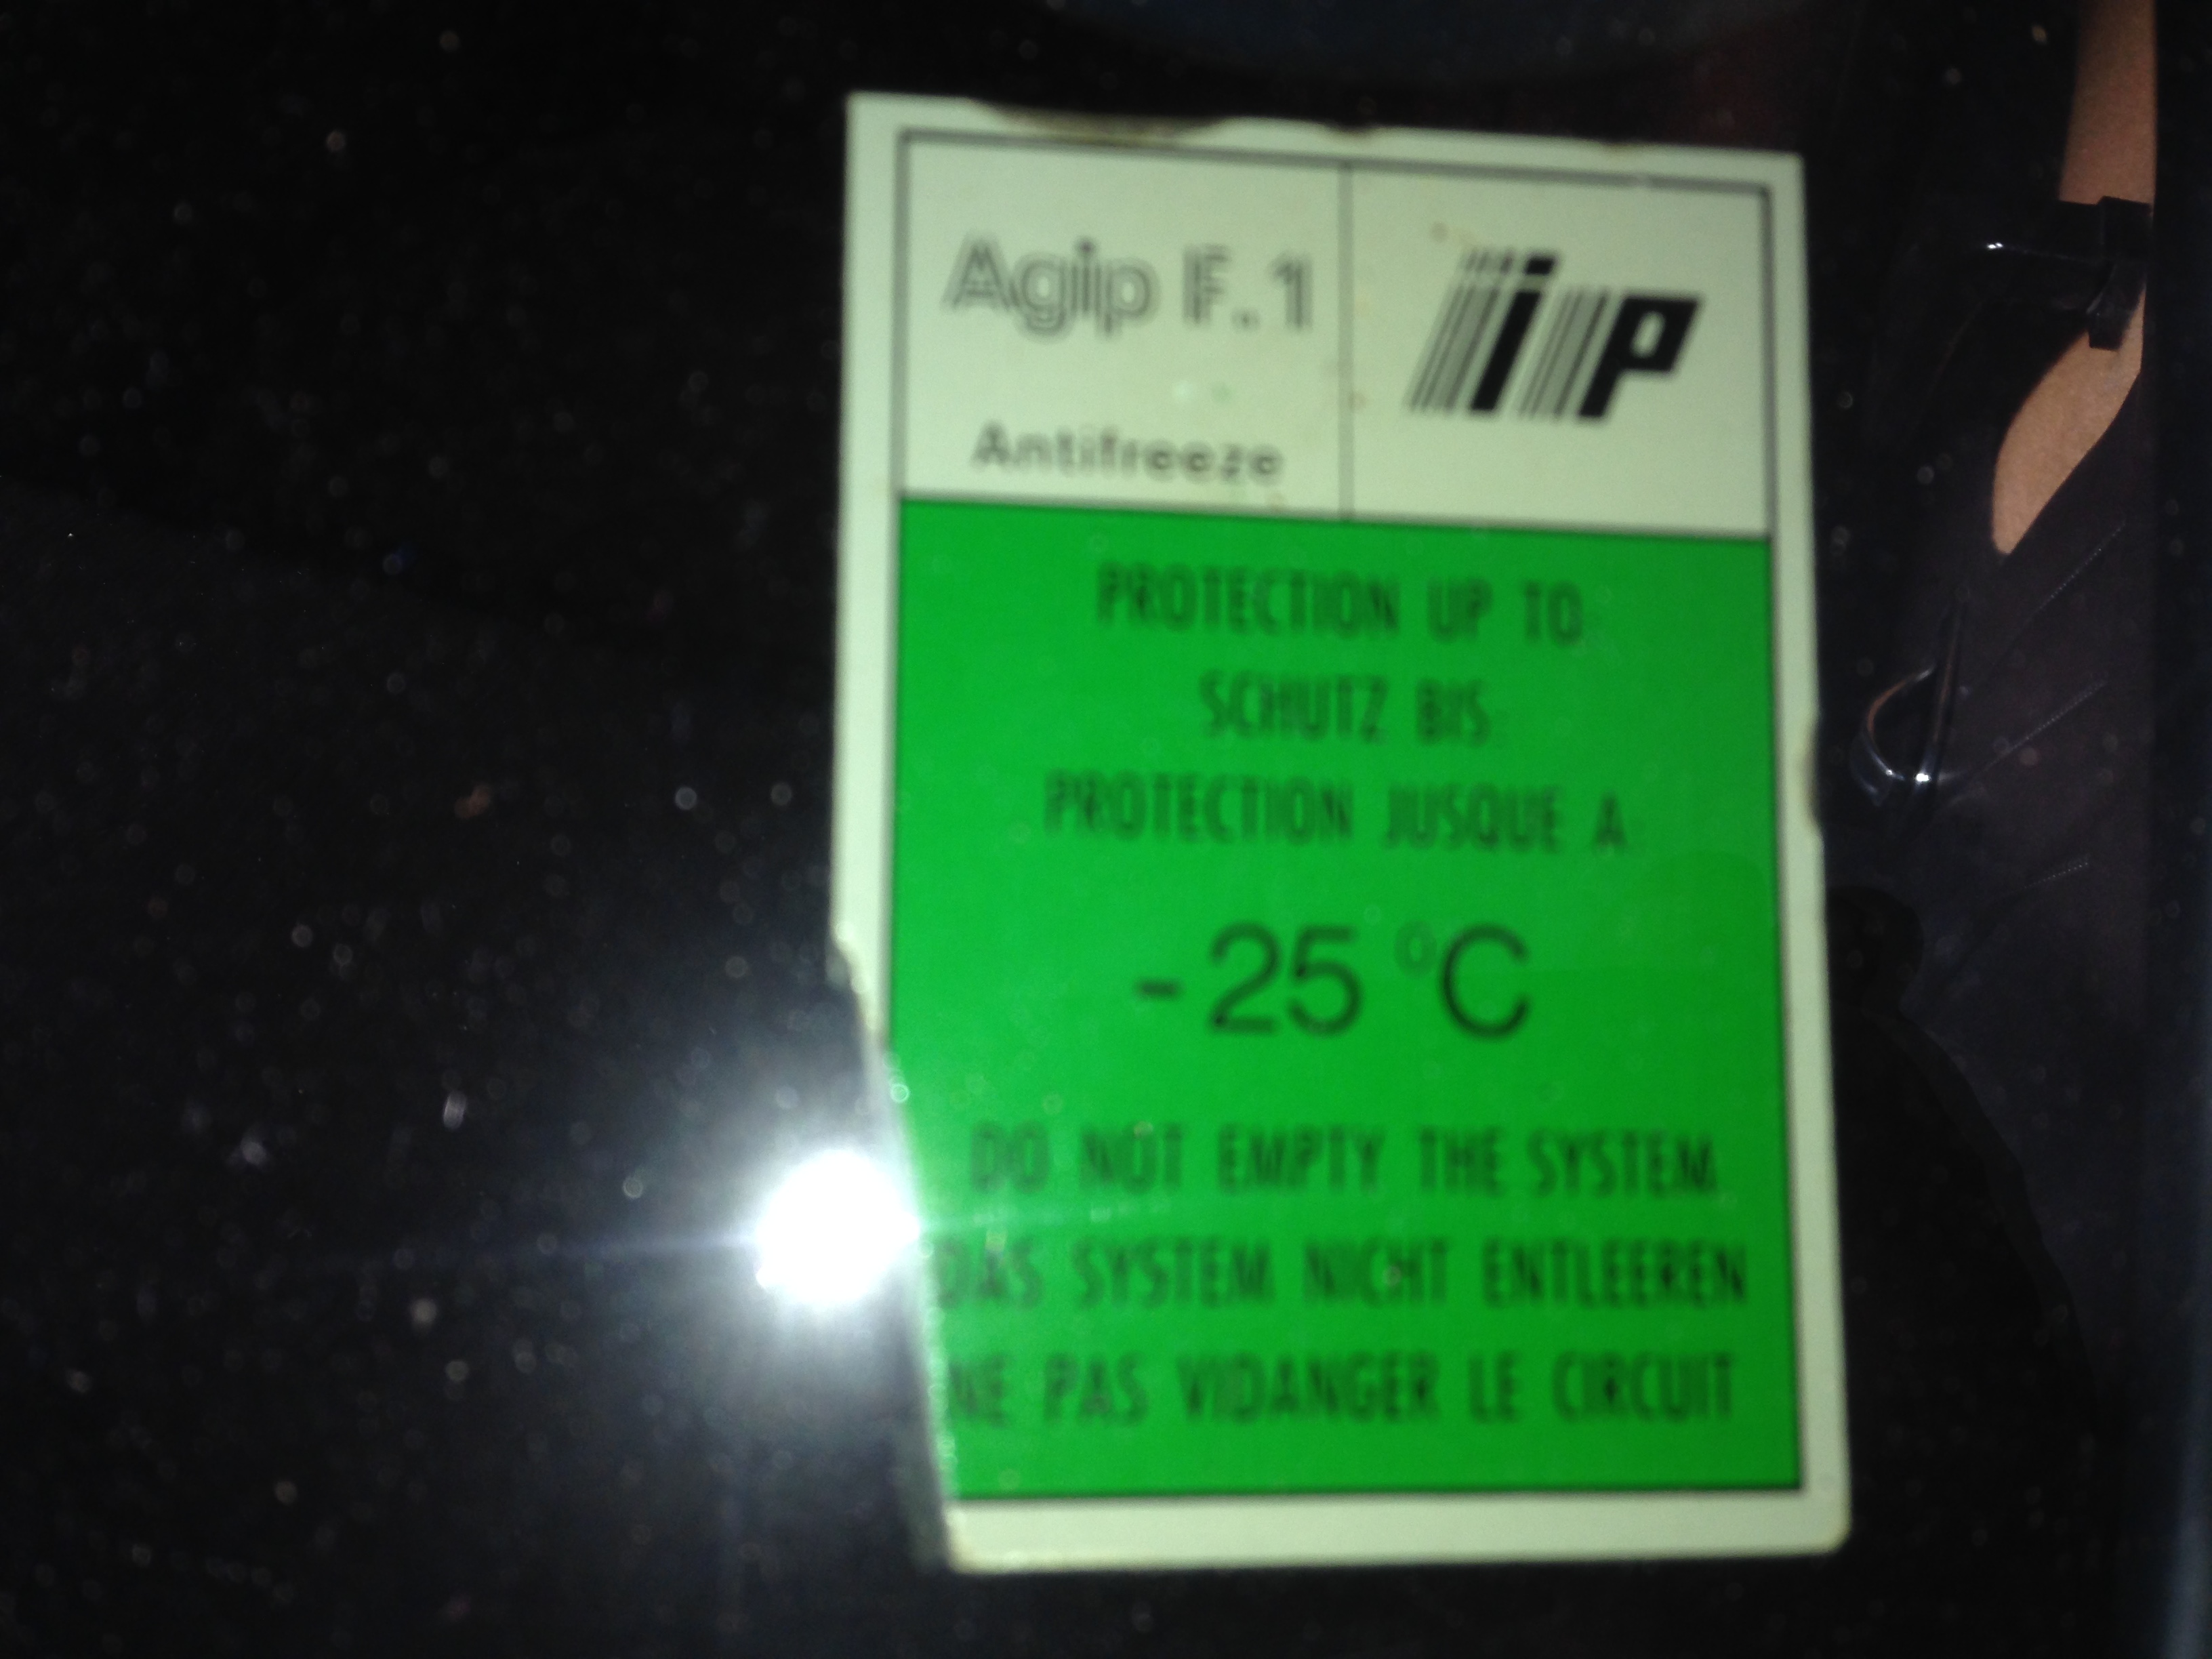 Agip F.1
Antifreeze
iP
PROTECTION UP TO:
SCHUTZ BIS:
PROTECTION JUSQUE A:
-25 °C
DO NOT EMPTY THE SYSTEM
DAS SYSTEM NICHT ENTLEEREN
NE PAS VIDANGER LE CIRCUIT